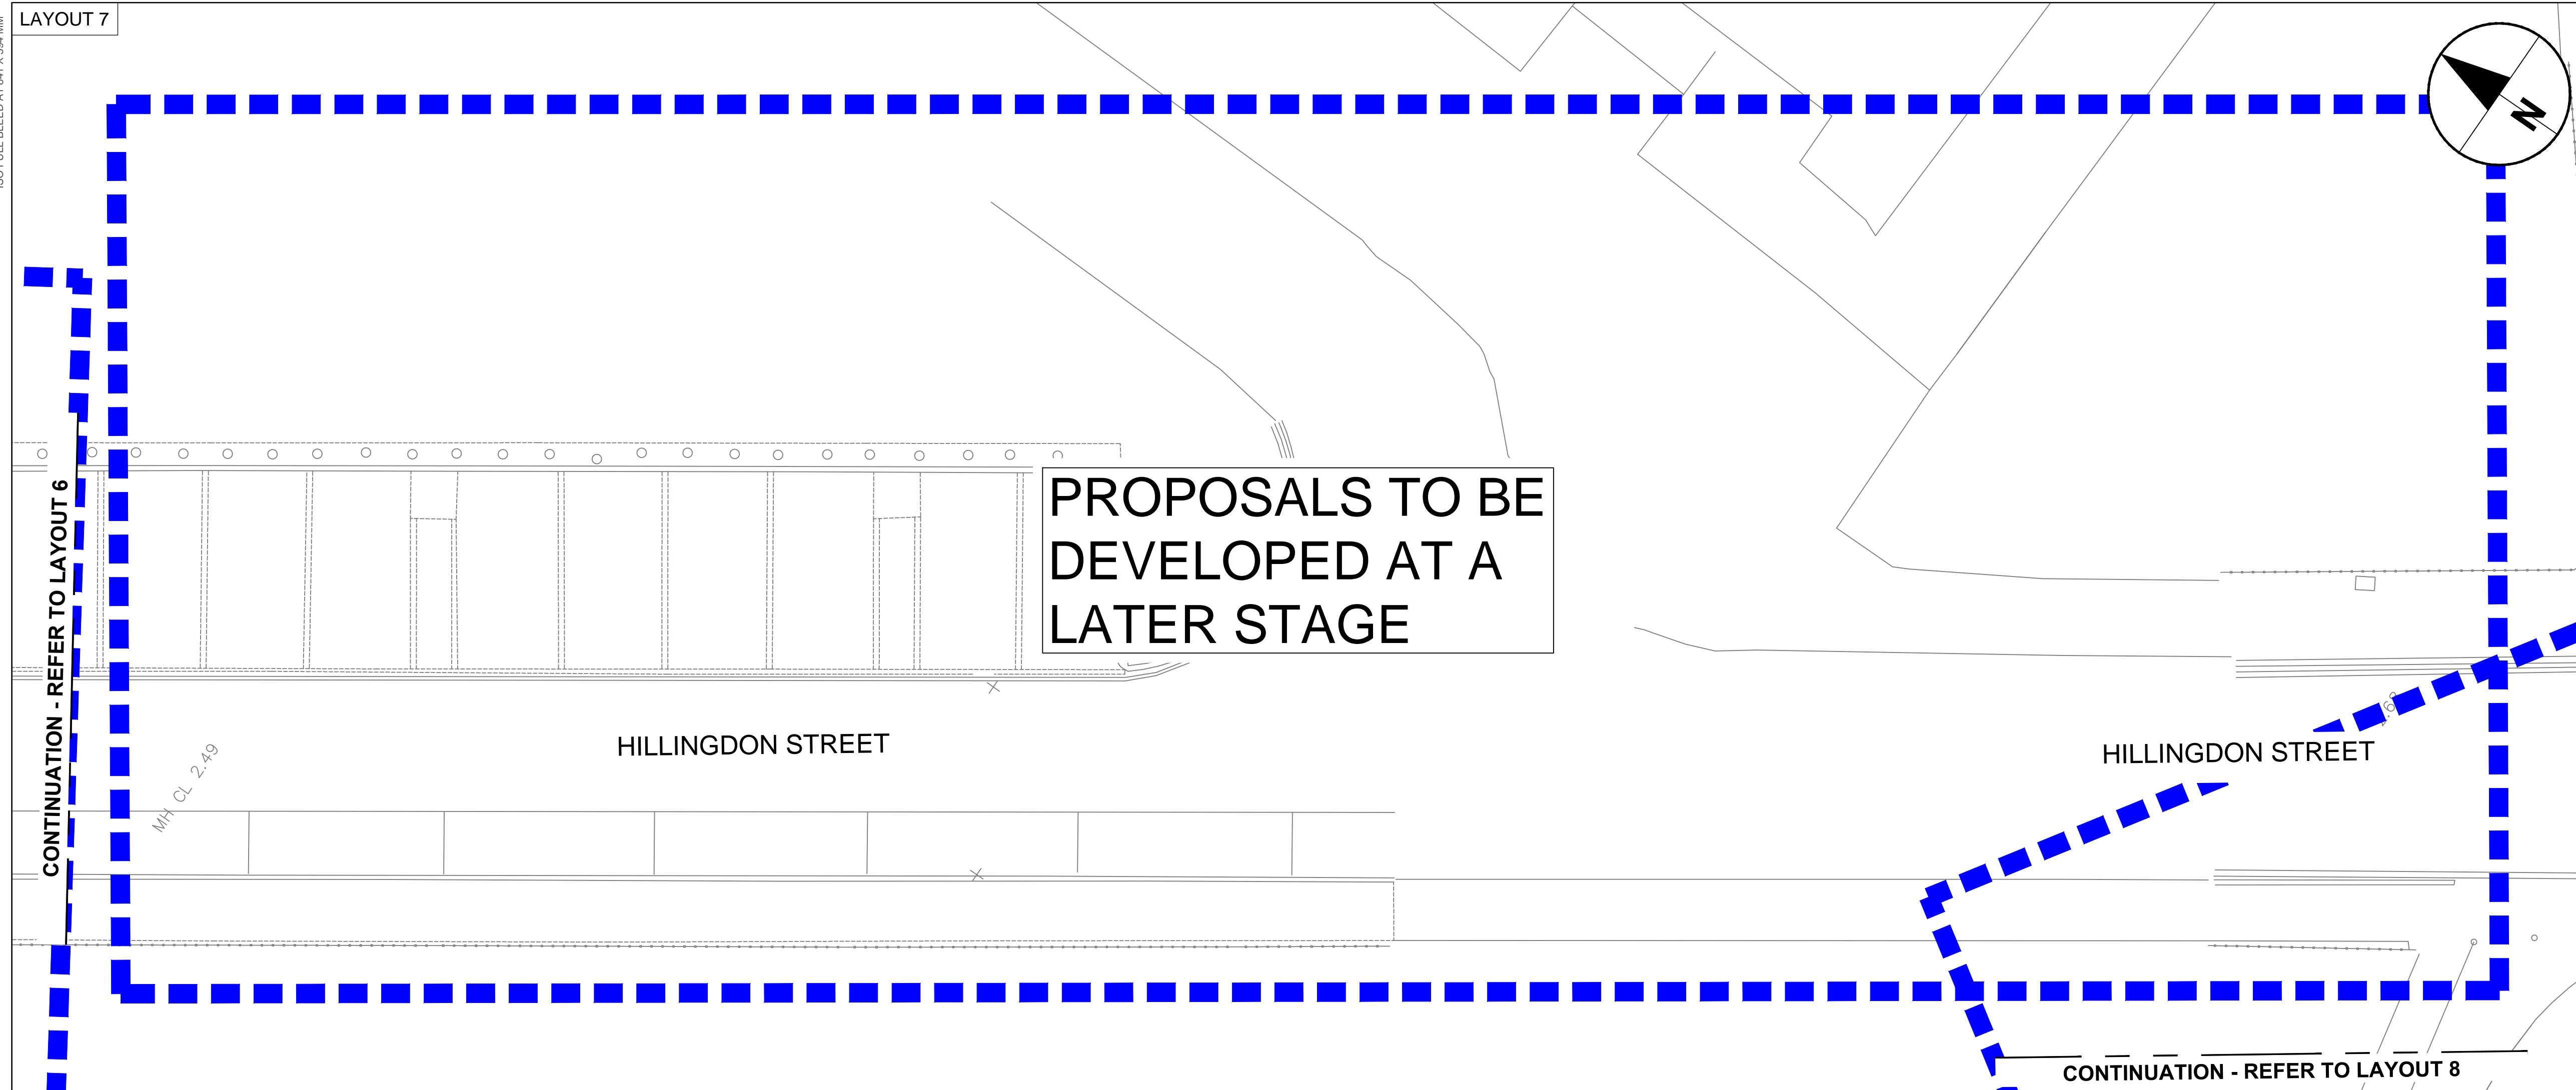 LAYOUT 7
N
PROPOSALS TO BE
DEVELOPED AT A
LATER STAGE
CONTINUATION - REFER TO LAYOUT 6
HILLINGDON STREET
HILLINGDON STREET
MH CL 2.49
CONTINUATION - REFER TO LAYOUT 8